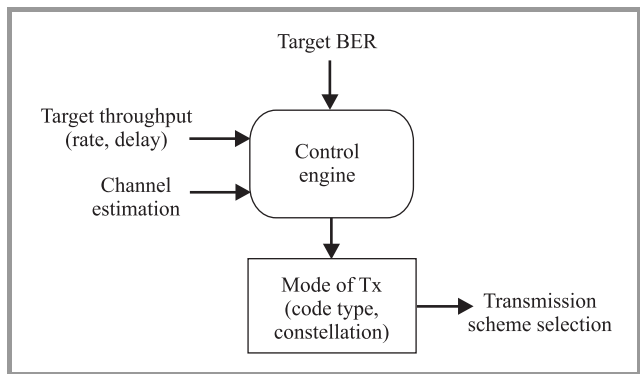 Target BER
Target throughput
(rate, delay)
Control
engine
Channel
estimation
Mode of Tx
(code type,
constellation)
Transmission
scheme selection